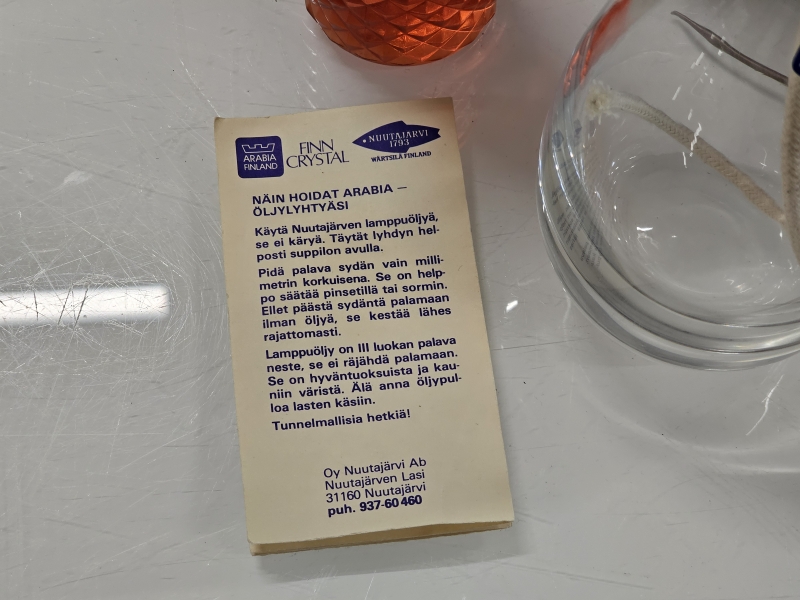 ARABIA
FINLAND
FINN
CRYSTAL
NUUTAJÄRVI
1793
WÄRTSILÄ FINLAND
NÄIN HOIDAT ARABIA —
ÖLJYLYHTYÄSI
Käytä Nuutajärven lamppuöljyä,
se ei käryä. Täytät lyhdyn hel-
posti suppilon avulla.
Pidä palava sydän vain milli-
metrin korkuisena. Se on help-
po säätää pinsetillä tai sormin.
Ellet päästä sydäntä palamaan
ilman öljyä, se kestää lähes
rajattomasti.
Lamppuöljy on III luokan palava
neste, se ei räjähdä palamaan.
Se on hyväntuoksuista ja kau-
niin väristä. Älä anna öljypul-
loa lasten käsiin.
Tunnelmallisia hetkiä!
Oy Nuutajärvi Ab
Nuutajärven Lasi
31160 Nuutajärvi
puh. 937-60 460